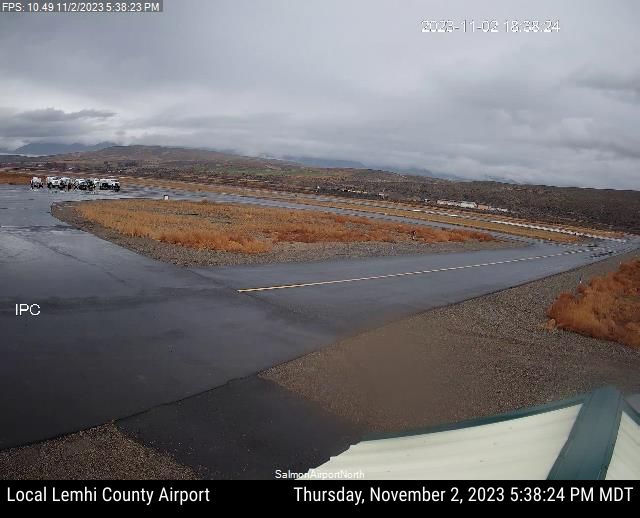 FPS: 10.49 11/2/2023 5:38:23 PM
2023-11-02 18:38:24
IPC
SalmonAirportNorth
Local Lemhi County Airport Thursday, November 2, 2023 5:38:24 PM MDT